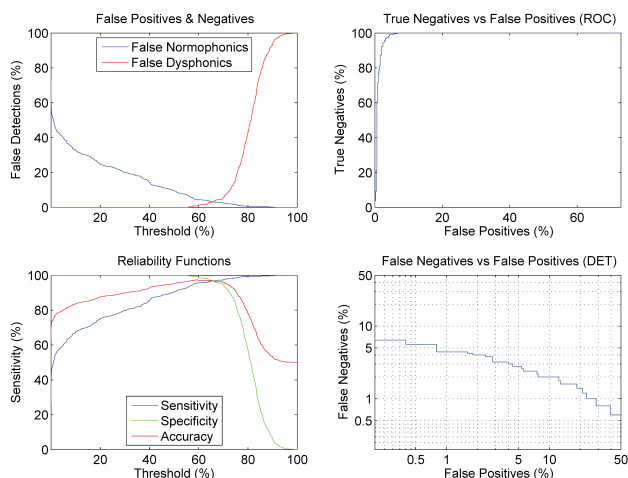 False Positives & Negatives
100
80
60
40
20
0
False Detections (%)
False Normophonics
False Dysphonics
20 40 60 80 100
Threshold (%)
True Negatives vs False Positives (ROC)
100
80
60
40
20
0
True Negatives (%)
0 20 40 60
False Positives (%)
Reliability Functions
100
80
60
40
20
0
Sensitivity (%)
Sensitivity
Specificity
Accuracy
20 40 60 80 100
Threshold (%)
False Negatives vs False Positives (DET)
50
10
5
1
0.5
False Negatives (%)
0.5 1 5 10 50
False Positives (%)